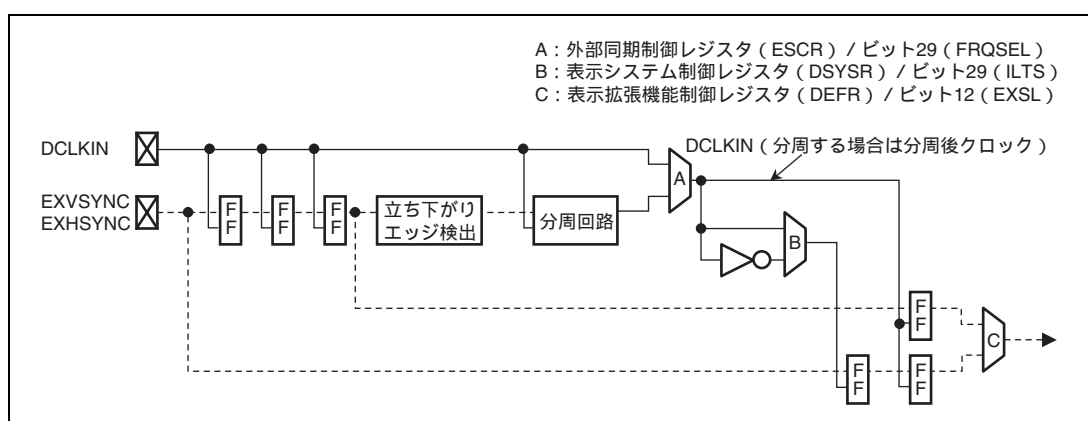 A：外部同期制御レジスタ（ESCR）/ ビット29（FRQSEL）
B：表示システム制御レジスタ（DSYSR）/ ビット29（ILTS）
C：表示拡張機能制御レジスタ（DEFR）/ ビット12（EXSL）
DCLKIN
DCLKIN（分周する場合は分周後クロック）
A
EXVSYNC
EXHSYNC
FF
FF
FF
立ち下がり
エッジ検出
分周回路
B
FF
C
FF
FF